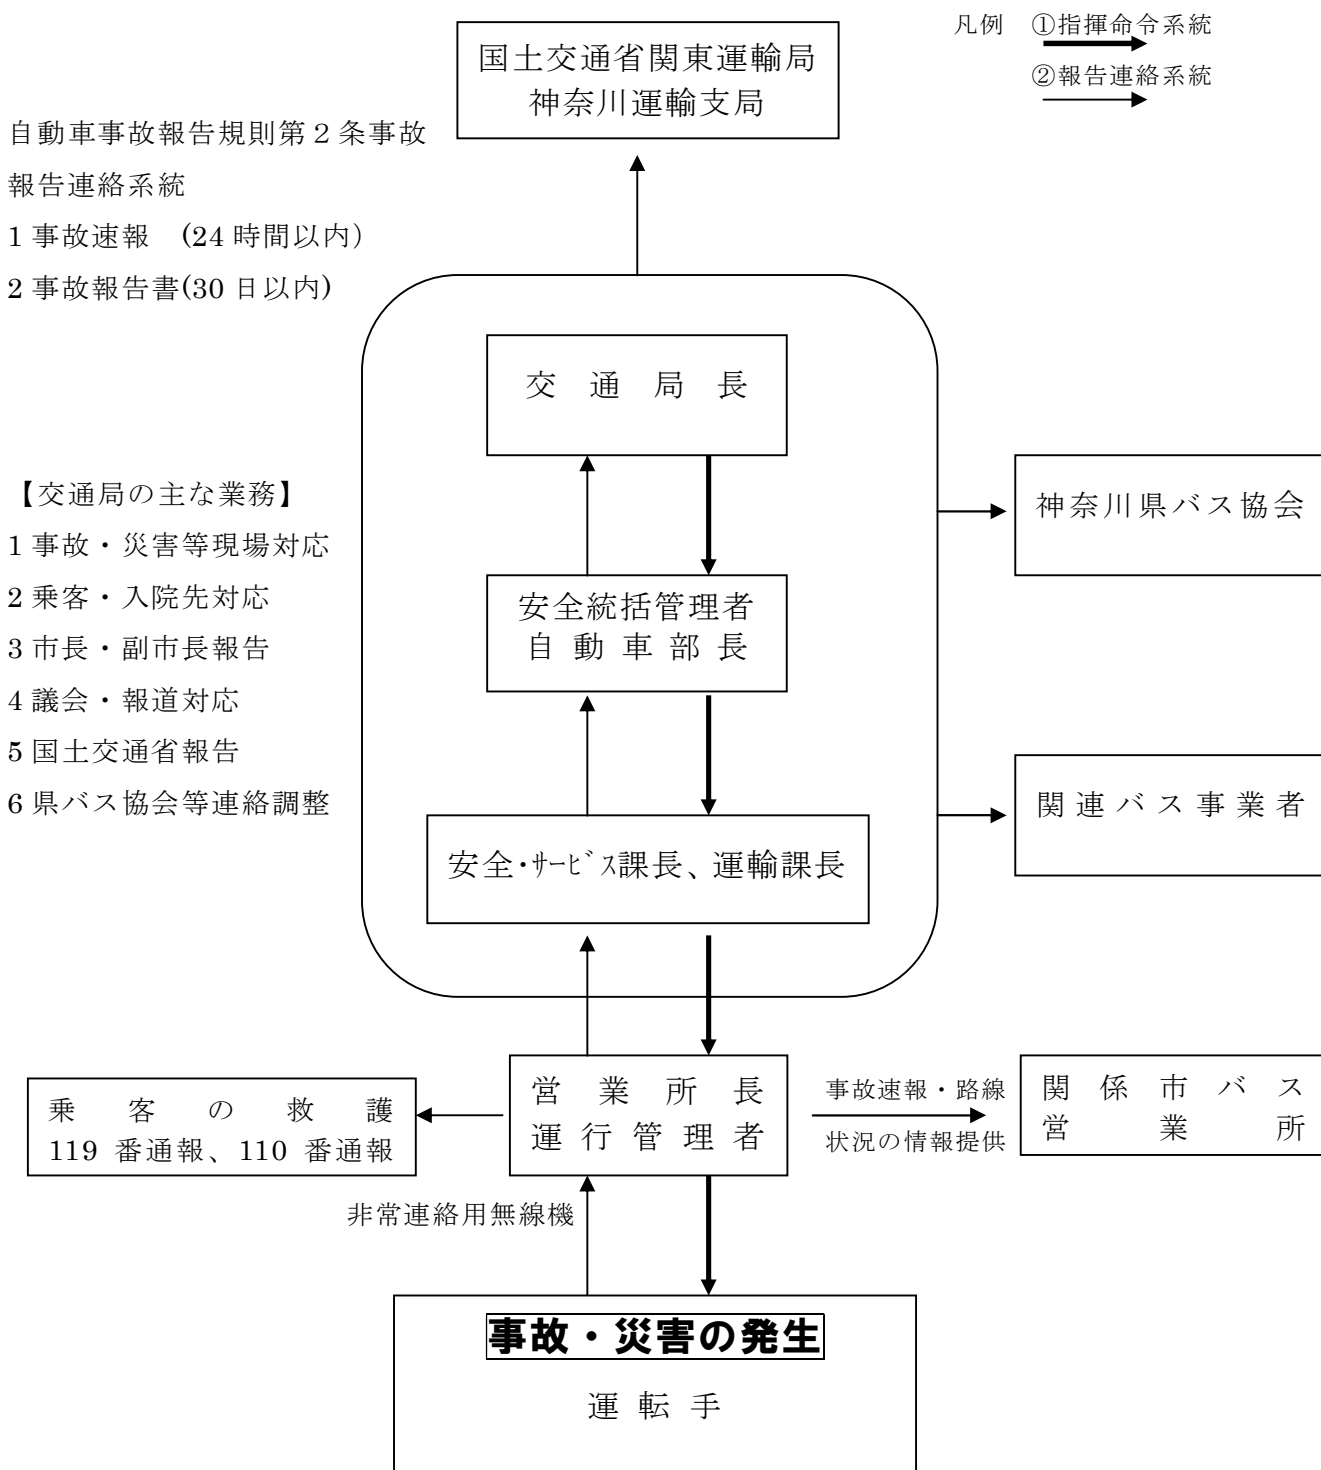 凡例　①指揮命令系統
②報告連絡系統
国土交通省関東運輸局
神奈川運輸支局
自動車事故報告規則第２条事故
報告連絡系統
1 事故速報　(24 時間以内）
2 事故報告書(30 日以内)
交　通　局　長
【交通局の主な業務】
1 事故・災害等現場対応
2 乗客・入院先対応
3 市長・副市長報告
4 議会・報道対応
5 国土交通省報告
6 県バス協会等連絡調整
神奈川県バス協会
安全統括管理者
自動車部長
関連バス事業者
安全・ｻｰﾋﾞｽ課長、運輸課長
営業所長
運行管理者
乗客の救護
119 番通報、110 番通報
事故速報・路線
状況の情報提供
関係市バス
営業所
非常連絡用無線機
事故・災害の発生
運転手